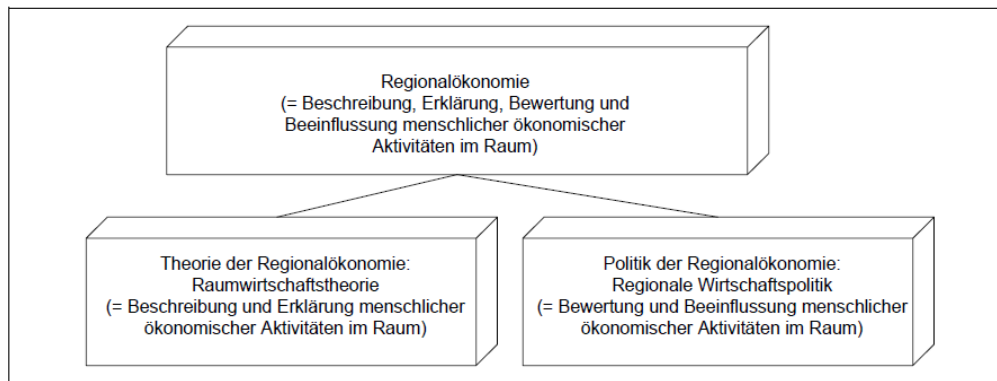 Regionalökonomie
(= Beschreibung, Erklärung, Bewertung und
Beeinflussung menschlicher ökonomischer
Aktivitäten im Raum)
Theorie der Regionalökonomie:
Raumwirtschaftstheorie
(= Beschreibung und Erklärung menschlicher
ökonomischer Aktivitäten im Raum)
Politik der Regionalökonomie:
Regionale Wirtschaftspolitik
(= Bewertung und Beeinflussung menschlicher
ökonomischer Aktivitäten im Raum)